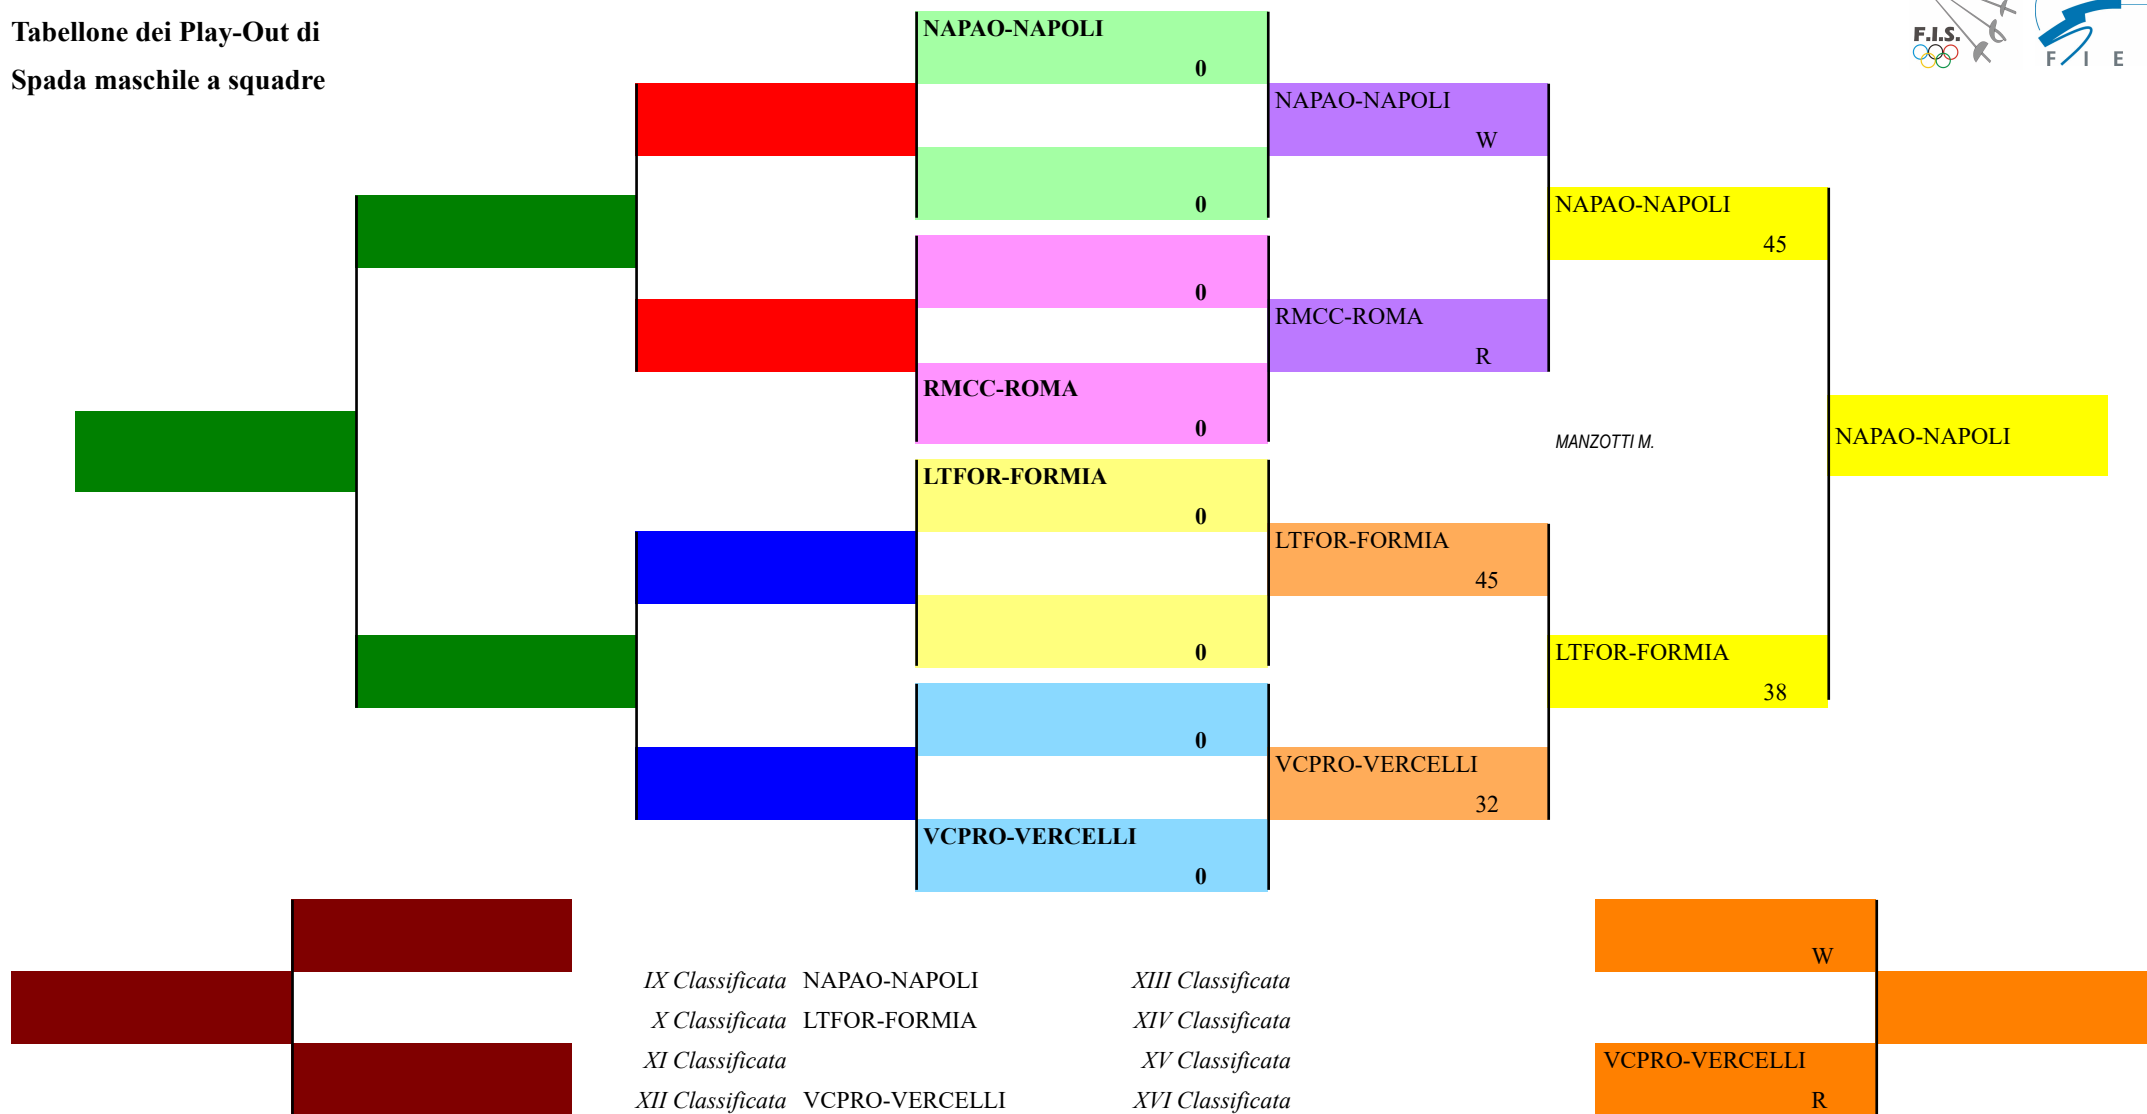 Tabellone dei Play-Out di
Spada maschile a squadre
F.I.S.
F I E
NAPAO-NAPOLI
0
0
0
RMCC-ROMA
0
LTFOR-FORMIA
0
0
0
VCPRO-VERCELLI
0
NAPAO-NAPOLI
W
RMCC-ROMA
R
LTFOR-FORMIA
45
VCPRO-VERCELLI
32
NAPAO-NAPOLI
45
MANZOTTI M.
LTFOR-FORMIA
38
NAPAO-NAPOLI
IX Classificata NAPAO-NAPOLI
X Classificata LTFOR-FORMIA
XI Classificata
XII Classificata VCPRO-VERCELLI
XIII Classificata
XIV Classificata
XV Classificata
XVI Classificata
W
VCPRO-VERCELLI
R